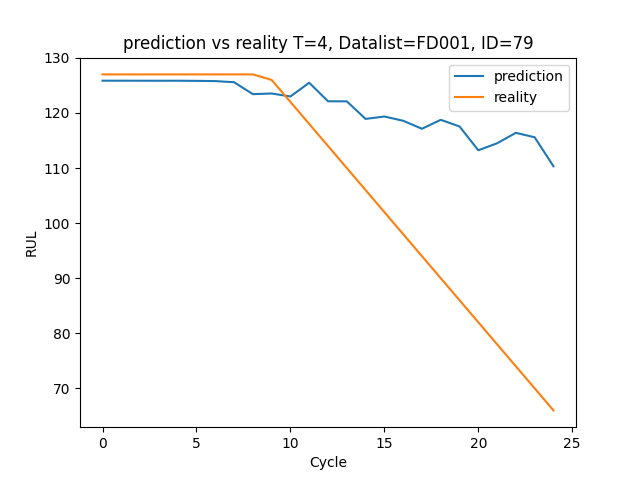 prediction vs reality T=4, Datalist=FD001, ID=79
prediction
reality
130
120
110
100
90
80
70
RUL
0 5 10 15 20 25
Cycle